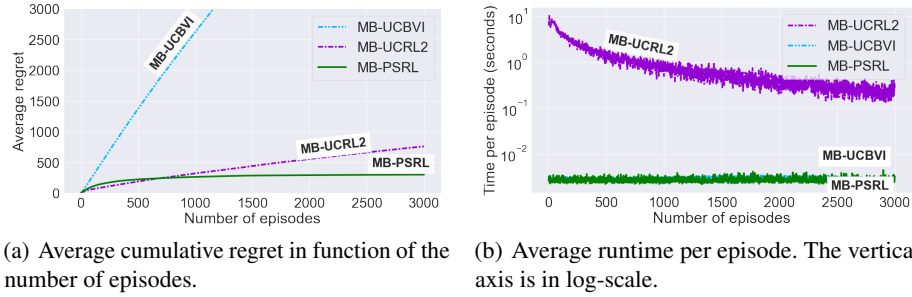 3000
2500
2000
1500
1000
500
0
Average regret
MB-UCBVI
MB-UCRL2
MB-PSRL
MB-UCBVI
MB-UCRL2
MB-PSRL
0 500 1000 1500 2000 2500 3000
Number of episodes
(a) Average cumulative regret in function of the
number of episodes.
10¹
10⁰
10⁻¹
10⁻²
Time per episode (seconds)
MB-UCRL2
MB-UCBVI
MB-PSRL
MB-UCRL2
MB-UCBVI
MB-PSRL
0 500 1000 1500 2000 2500 3000
Number of episodes
(b) Average runtime per episode. The vertica
axis is in log-scale.